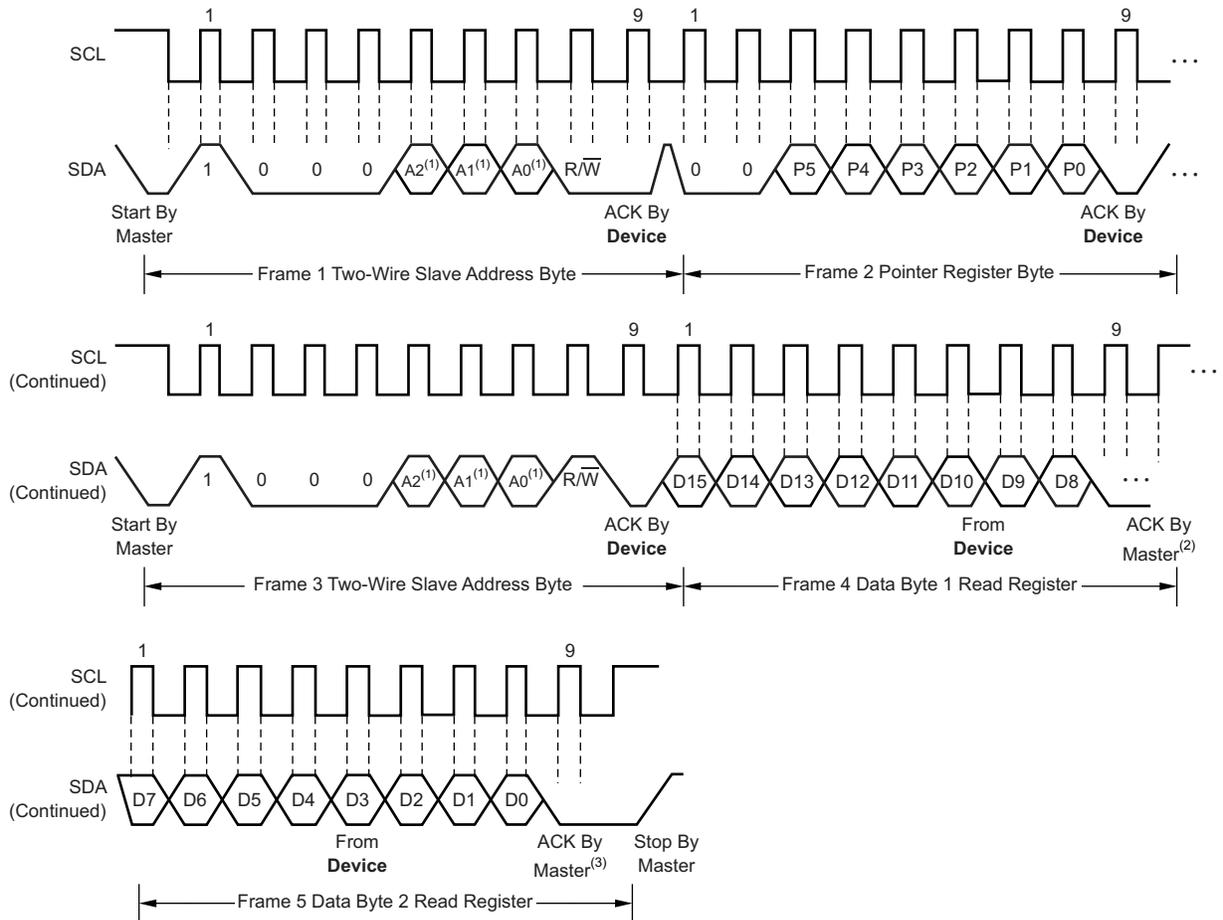 1 9 1 9
SCL ...
SDA 1 0 0 0 A2(1) A1(1) A0(1) R/W̅ 0 0 P5 P4 P3 P2 P1 P0 ...
Start By ACK By ACK By
Master Device Device
Frame 1 Two-Wire Slave Address Byte Frame 2 Pointer Register Byte
1 9 1 9
SCL ...
(Continued)
SDA 1 0 0 0 A2(1) A1(1) A0(1) R/W̅ D15 D14 D13 D12 D11 D10 D9 D8 ...
(Continued)
Start By ACK By From ACK By
Master Device Device Master(2)
Frame 3 Two-Wire Slave Address Byte Frame 4 Data Byte 1 Read Register
1 9
SCL
(Continued)
SDA D7 D6 D5 D4 D3 D2 D1 D0
(Continued)
From ACK By Stop By
Device Master(3) Master
Frame 5 Data Byte 2 Read Register